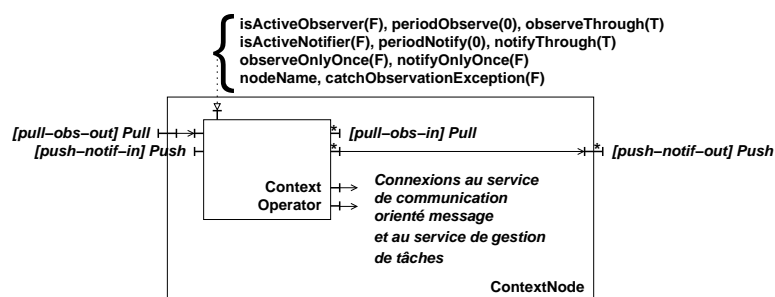 isActiveObserver(F), periodObserve(0), observeThrough(T)
isActiveNotifier(F), periodNotify(0), notifyThrough(T)
observeOnlyOnce(F), notifyOnlyOnce(F)
nodeName, catchObservationException(F)
[pull−obs−out] Pull
* [pull−obs−in] Pull
[push−notif−in] Push
*
* [push−notif−out] Push
Context
Operator
Connexions au service
de communication
orienté message
et au service de gestion
de tâches
ContextNode